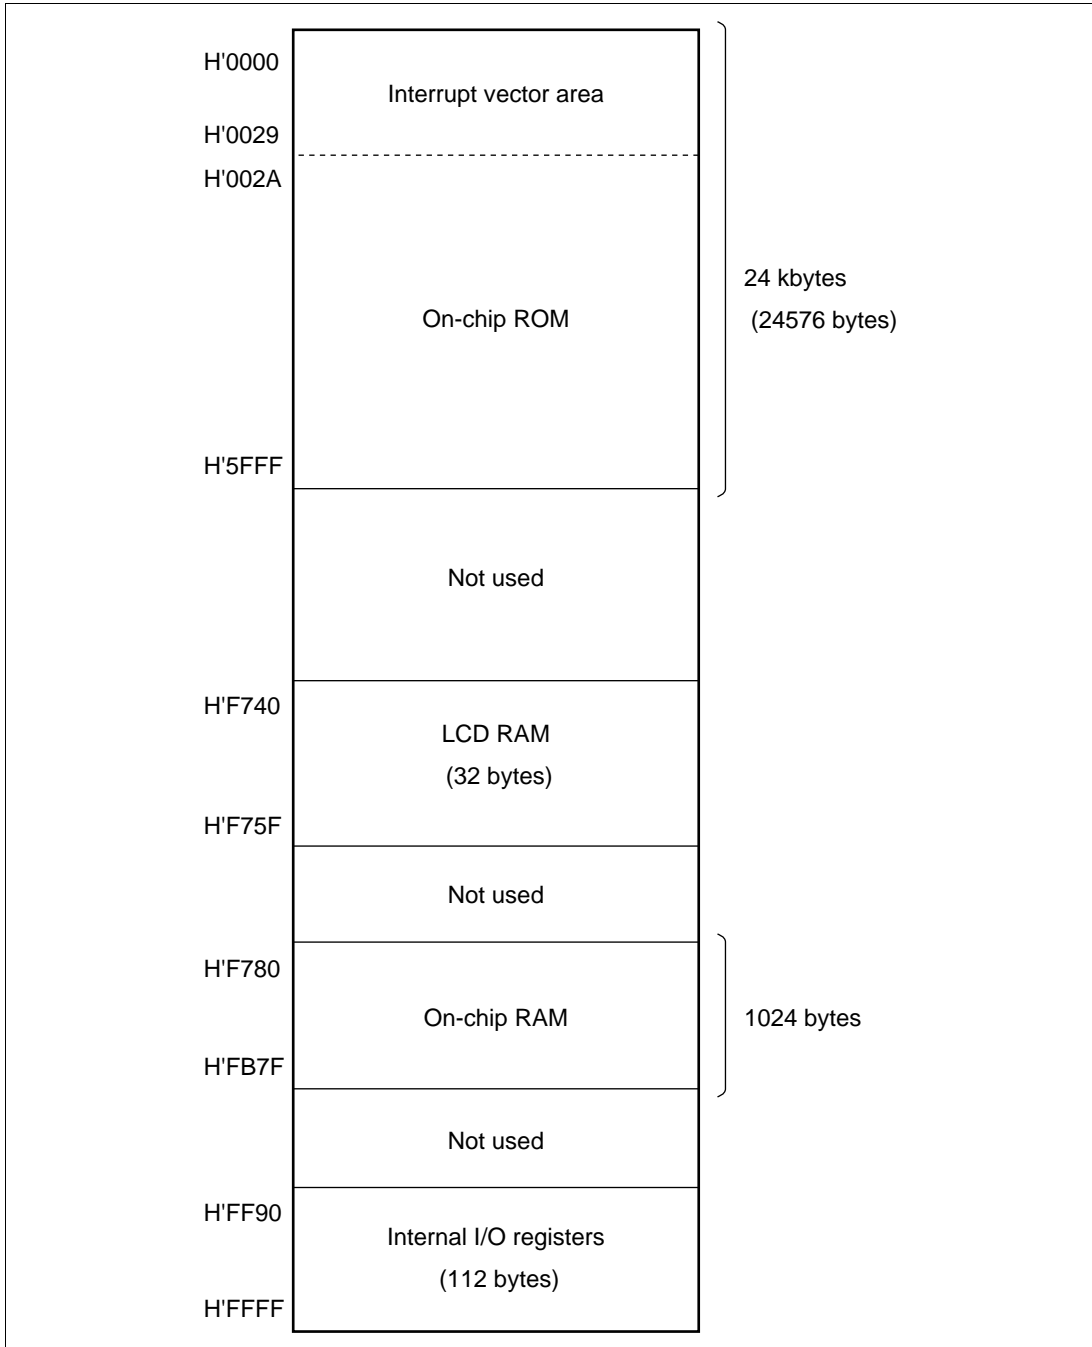 H'0000
Interrupt vector area
H'0029
H'002A
24 kbytes
(24576 bytes)
On-chip ROM
H'5FFF
Not used
H'F740
LCD RAM
(32 bytes)
H'F75F
Not used
H'F780
On-chip RAM
1024 bytes
H'FB7F
Not used
H'FF90
Internal I/O registers
(112 bytes)
H'FFFF